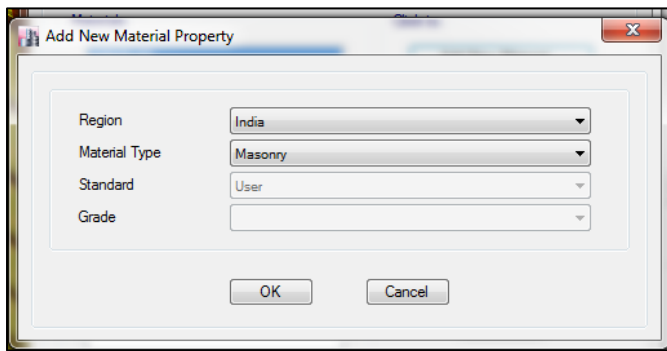 Add New Material Property
Region India
Material Type Masonry
Standard User
Grade
OK Cancel